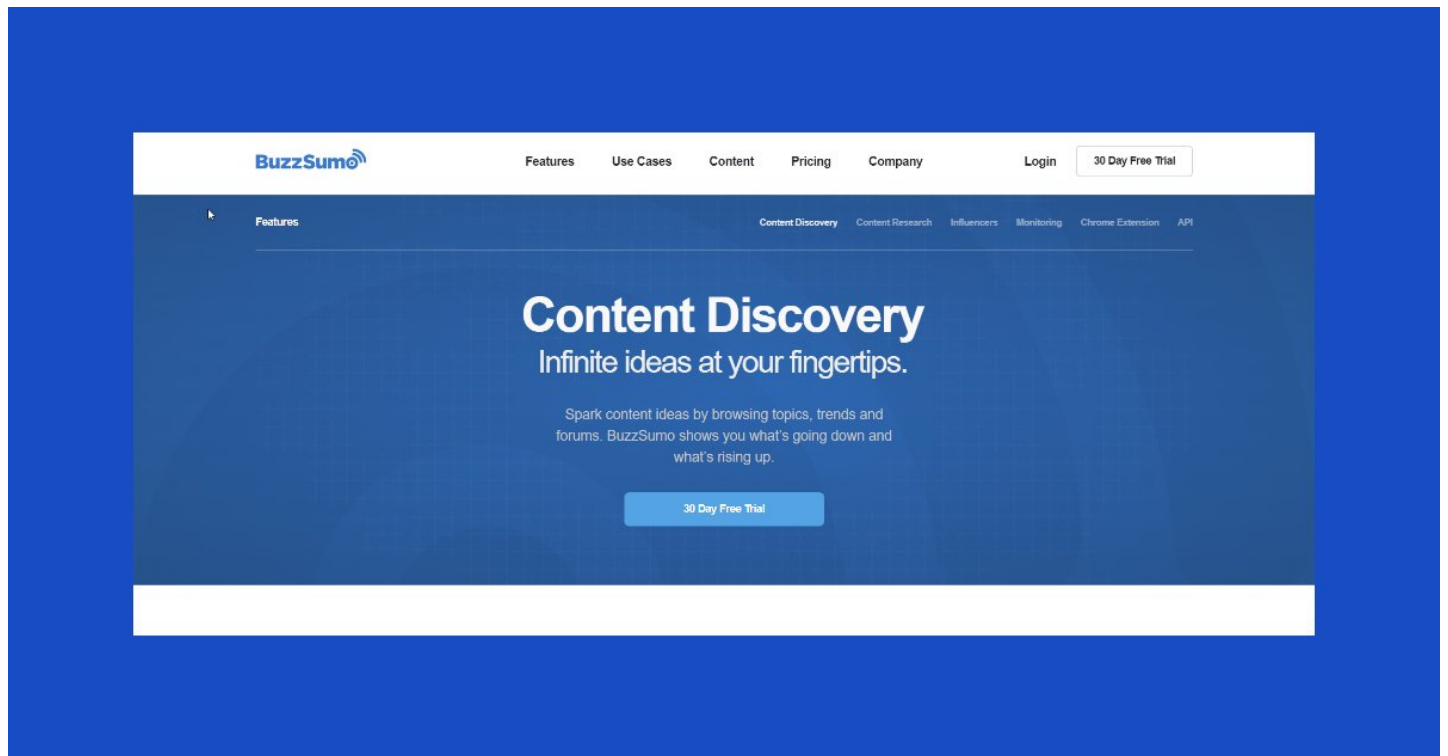 BuzzSumo Features Use Cases Content Pricing Company Login 30 Day Free Trial
Features Content Discovery Content Research Influencers Monitoring Chrome Extension API
Content Discovery
Infinite ideas at your fingertips.
Spark content ideas by browsing topics, trends and
forums. BuzzSumo shows you what's going down and
what's rising up.
30 Day Free Trial